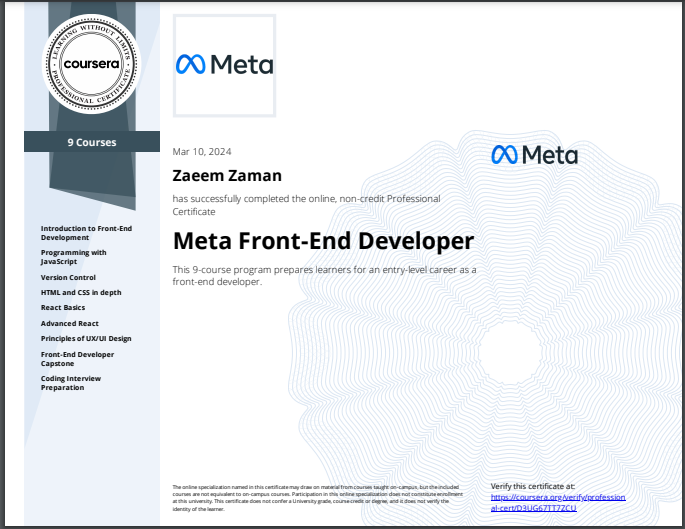 LEARNING WITHOUT LIMITS
coursera
PROFESSIONAL CERTIFICATE
9 Courses
Introduction to Front-End
Development
Programming with
JavaScript
Version Control
HTML and CSS in depth
React Basics
Advanced React
Principles of UX/UI Design
Front-End Developer
Capstone
Coding Interview
Preparation
Meta
Meta
Mar 10, 2024
Zaeem Zaman
has successfully completed the online, non-credit Professional
Certificate
Meta Front-End Developer
This 9-course program prepares learners for an entry-level career as a
front-end developer.
The online specialization named in this certificate may draw on material from courses taught on-campus, but the included
courses are not equivalent to on-campus courses. Participation in this online specialization does not constitute enrollment
at this university. This certificate does not confer a University grade, course credit or degree, and it does not verify the
identity of the learner.
Verify this certificate at:
https://coursera.org/verify/profession
al-cert/D3UG67TT7ZCU